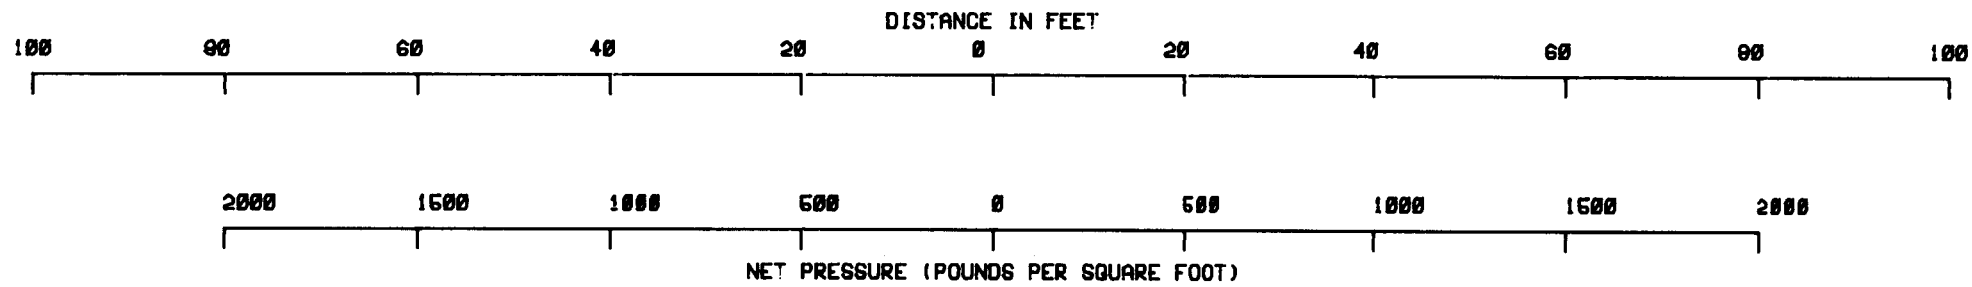 DISTANCE IN FEET
100 80 60 40 20 0 20 40 60 80 100
2000 1500 1000 500 0 500 1000 1500 2000
NET PRESSURE (POUNDS PER SQUARE FOOT)